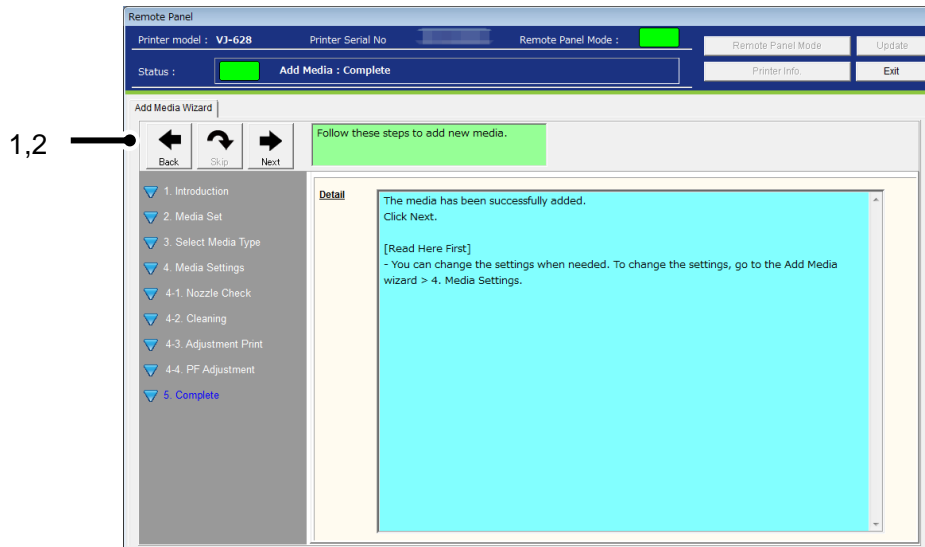 Remote Panel
Printer model : VJ-628 Printer Serial No Remote Panel Mode :
Remote Panel Mode Update
Status : Add Media : Complete
Printer Info. Exit
Add Media Wizard
1,2
Back Skip Next
Follow these steps to add new media.
1. Introduction
2. Media Set
3. Select Media Type
4. Media Settings
4-1. Nozzle Check
4-2. Cleaning
4-3. Adjustment Print
4-4. PF Adjustment
5. Complete
Detail
The media has been successfully added.
Click Next.
[Read Here First]
- You can change the settings when needed. To change the settings, go to the Add Media
wizard > 4. Media Settings.